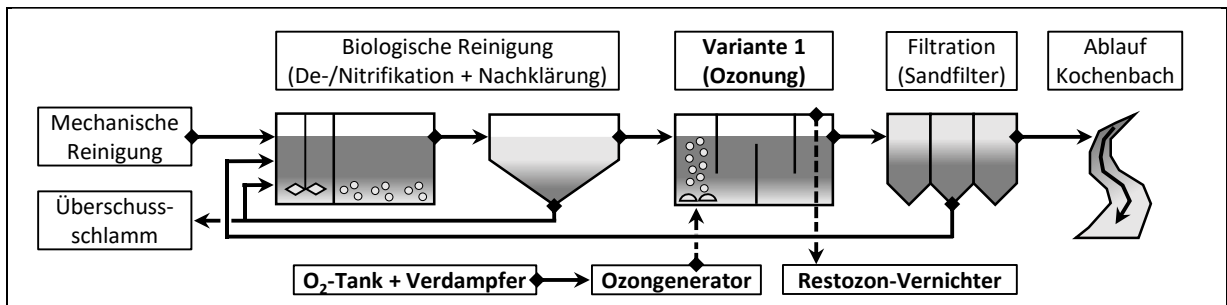 Biologische Reinigung
(De-/Nitrifikation + Nachklärung)
Variante 1
(Ozonung)
Filtration
(Sandfilter)
Ablauf
Kochenbach
Mechanische
Reinigung
Überschuss-
schlamm
O₂-Tank + Verdampfer
Ozongenerator
Restozon-Vernichter